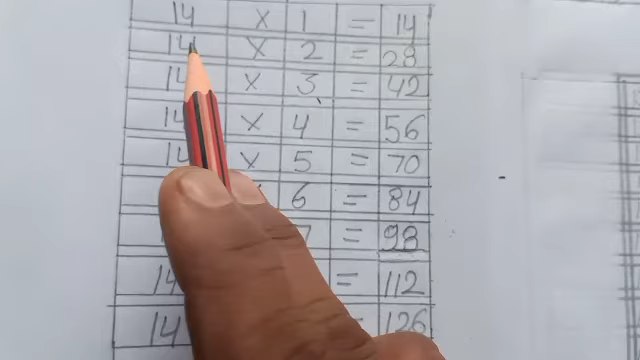 14 × 1 = 14
14 × 2 = 28
14 × 3 = 42
14 × 4 = 56
14 × 5 = 70
6 = 84
7 = 98
14 = 112
14 = 126